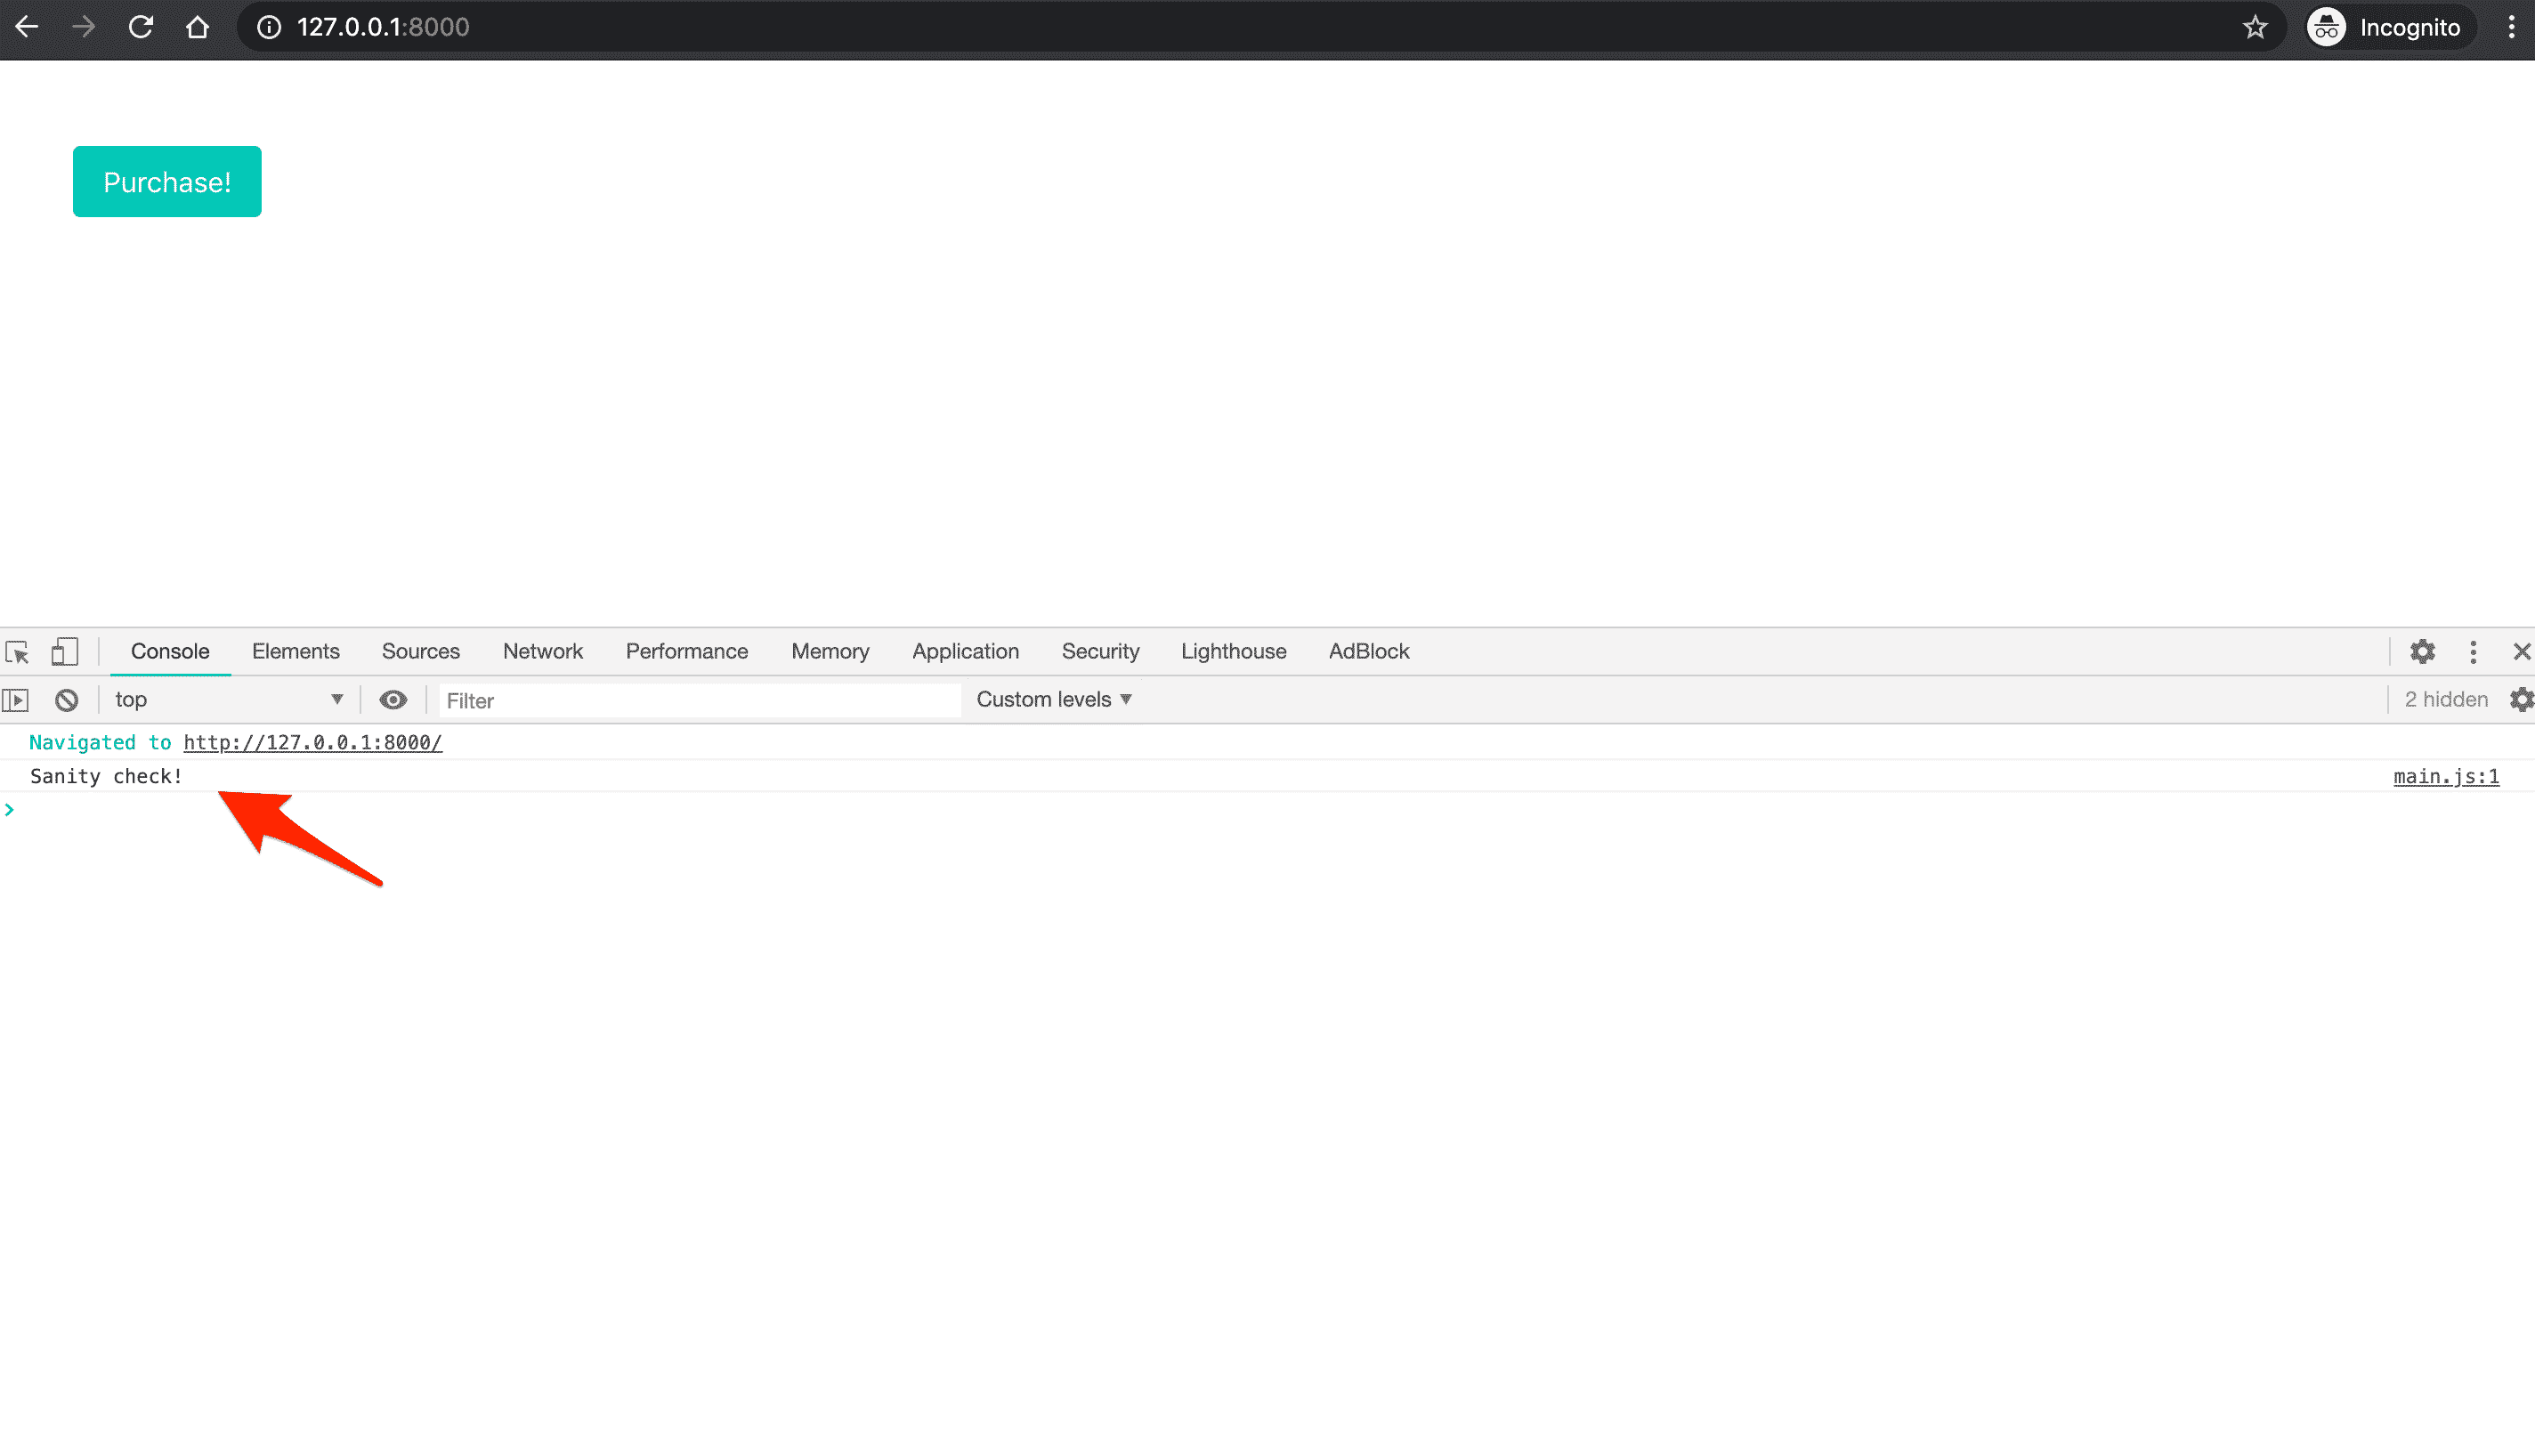 127.0.0.1:8000 Incognito
Purchase!
Console Elements Sources Network Performance Memory Application Security Lighthouse AdBlock
top Filter Custom levels 2 hidden
Navigated to http://127.0.0.1:8000/
Sanity check! main.js:1